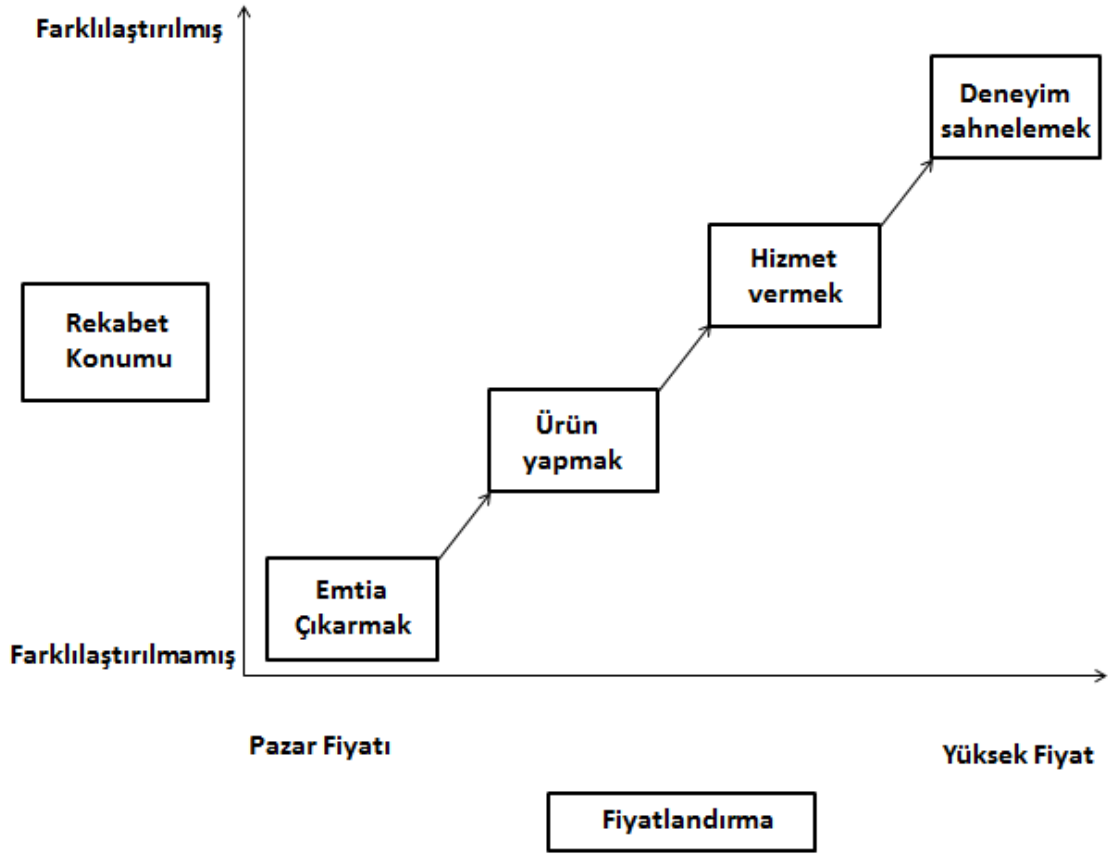 Farklılaştırılmış
Deneyim
sahnelemek
Hizmet
vermek
Rekabet
Konumu
Ürün
yapmak
Emtia
Çıkarmak
Farklılaştırılmamış
Pazar Fiyatı
Yüksek Fiyat
Fiyatlandırma